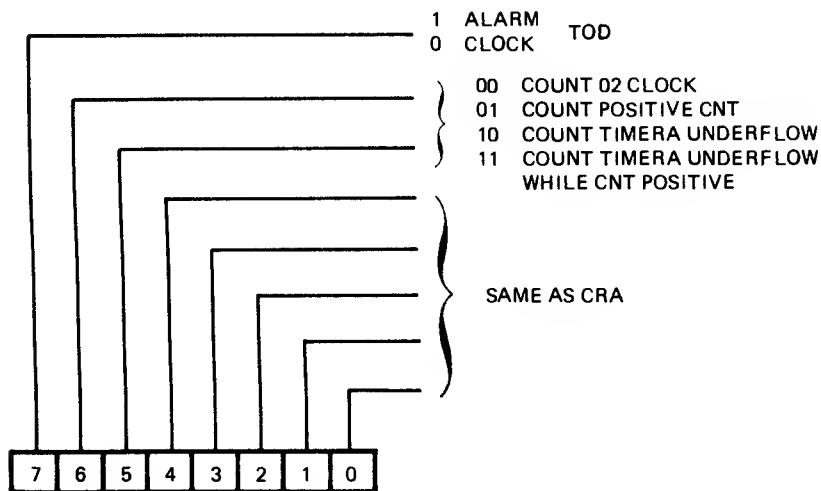 1 ALARM
0 CLOCK
TOD
00 COUNT 02 CLOCK
01 COUNT POSITIVE CNT
10 COUNT TIMERA UNDERFLOW
11 COUNT TIMERA UNDERFLOW
WHILE CNT POSITIVE
SAME AS CRA
7 6 5 4 3 2 1 0